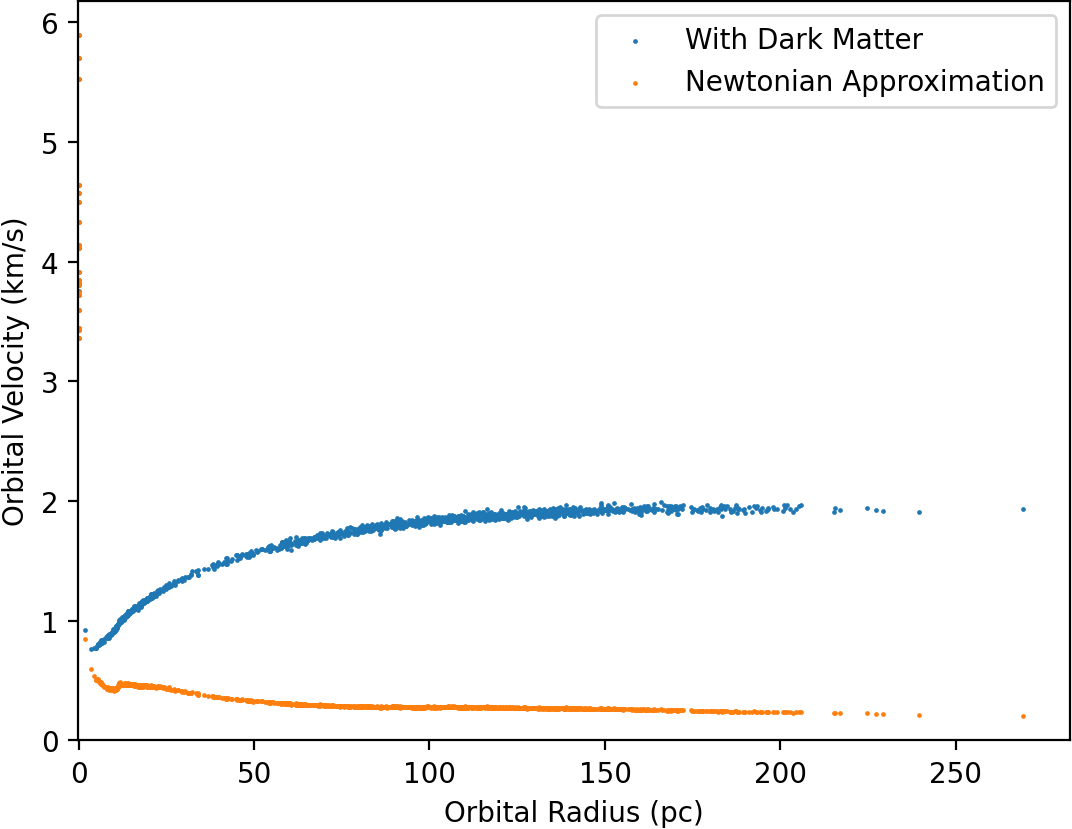 With Dark Matter
Newtonian Approximation
Orbital Velocity (km/s)
6
5
4
3
2
1
0
0 50 100 150 200 250
Orbital Radius (pc)